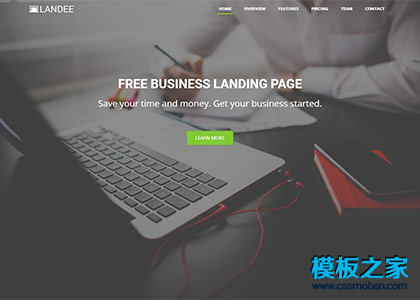 LANDEE
HOME OVERVIEW FEATURES PRICING TEAM CONTACT
FREE BUSINESS LANDING PAGE
Save your time and money. Get your business started.
LEARN MORE
模板之家
www.cssmoban.com